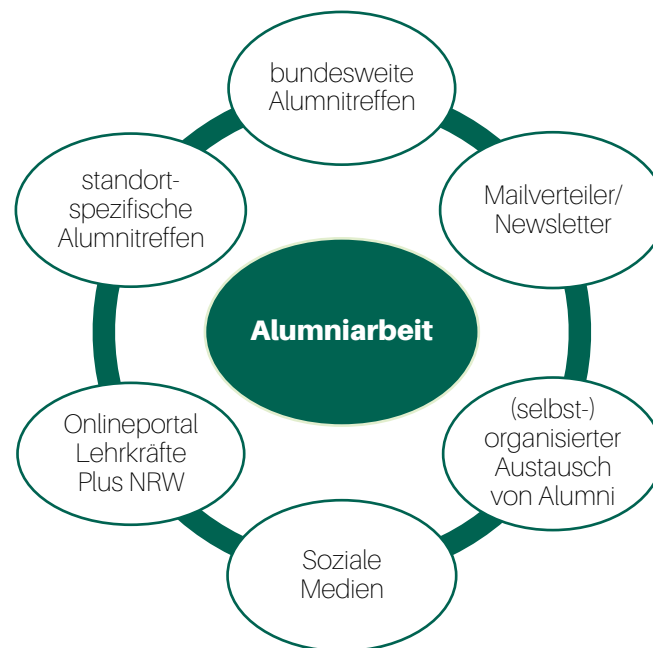 bundesweite
Alumnitreffen
Mailverteiler/
Newsletter
(selbst-)
organisierter
Austausch
von Alumni
Soziale
Medien
Onlineportal
Lehrkräfte
Plus NRW
standort-
spezifische
Alumnitreffen
Alumniarbeit